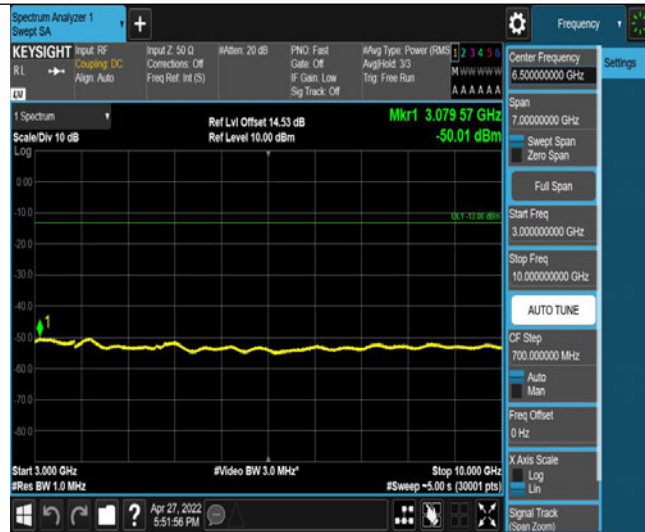 Spectrum Analyzer 1
Swept SA
Frequency
KEYSIGHT
RL
Input: RF
Coupling: DC
Align: Auto
Input Z: 50 Ω
Corrections: Off
Freq Ref: Int (S)
#Atten: 20 dB
PNO: Fast
Gate: Off
IF Gain: Low
Sig Track: Off
#Avg Type: Power (RMS
Avg|Hold: 3/3
Trig: Free Run
1 2 3 4 5 6
M W W W W W
A A A A A A
LXI
1 Spectrum
Scale/Div 10 dB
Log
Ref Lvl Offset 14.53 dB
Ref Level 10.00 dBm
Mkr1 3.079 57 GHz
-50.01 dBm
0.00
-10.0
DL1 -13.00 dBm
-20.0
-30.0
-40.0
1
-50.0
-60.0
-70.0
-80.0
Start 3.000 GHz
#Res BW 1.0 MHz
#Video BW 3.0 MHz*
Stop 10.000 GHz
#Sweep ~5.00 s (30001 pts)
Apr 27, 2022
5:51:56 PM
Settings
Center Frequency
6.500000000 GHz
Span
7.00000000 GHz
Swept Span
Zero Span
Full Span
Start Freq
3.000000000 GHz
Stop Freq
10.000000000 GHz
AUTO TUNE
CF Step
700.000000 MHz
Auto
Man
Freq Offset
0 Hz
X Axis Scale
Log
Lin
Signal Track
(Span Zoom)